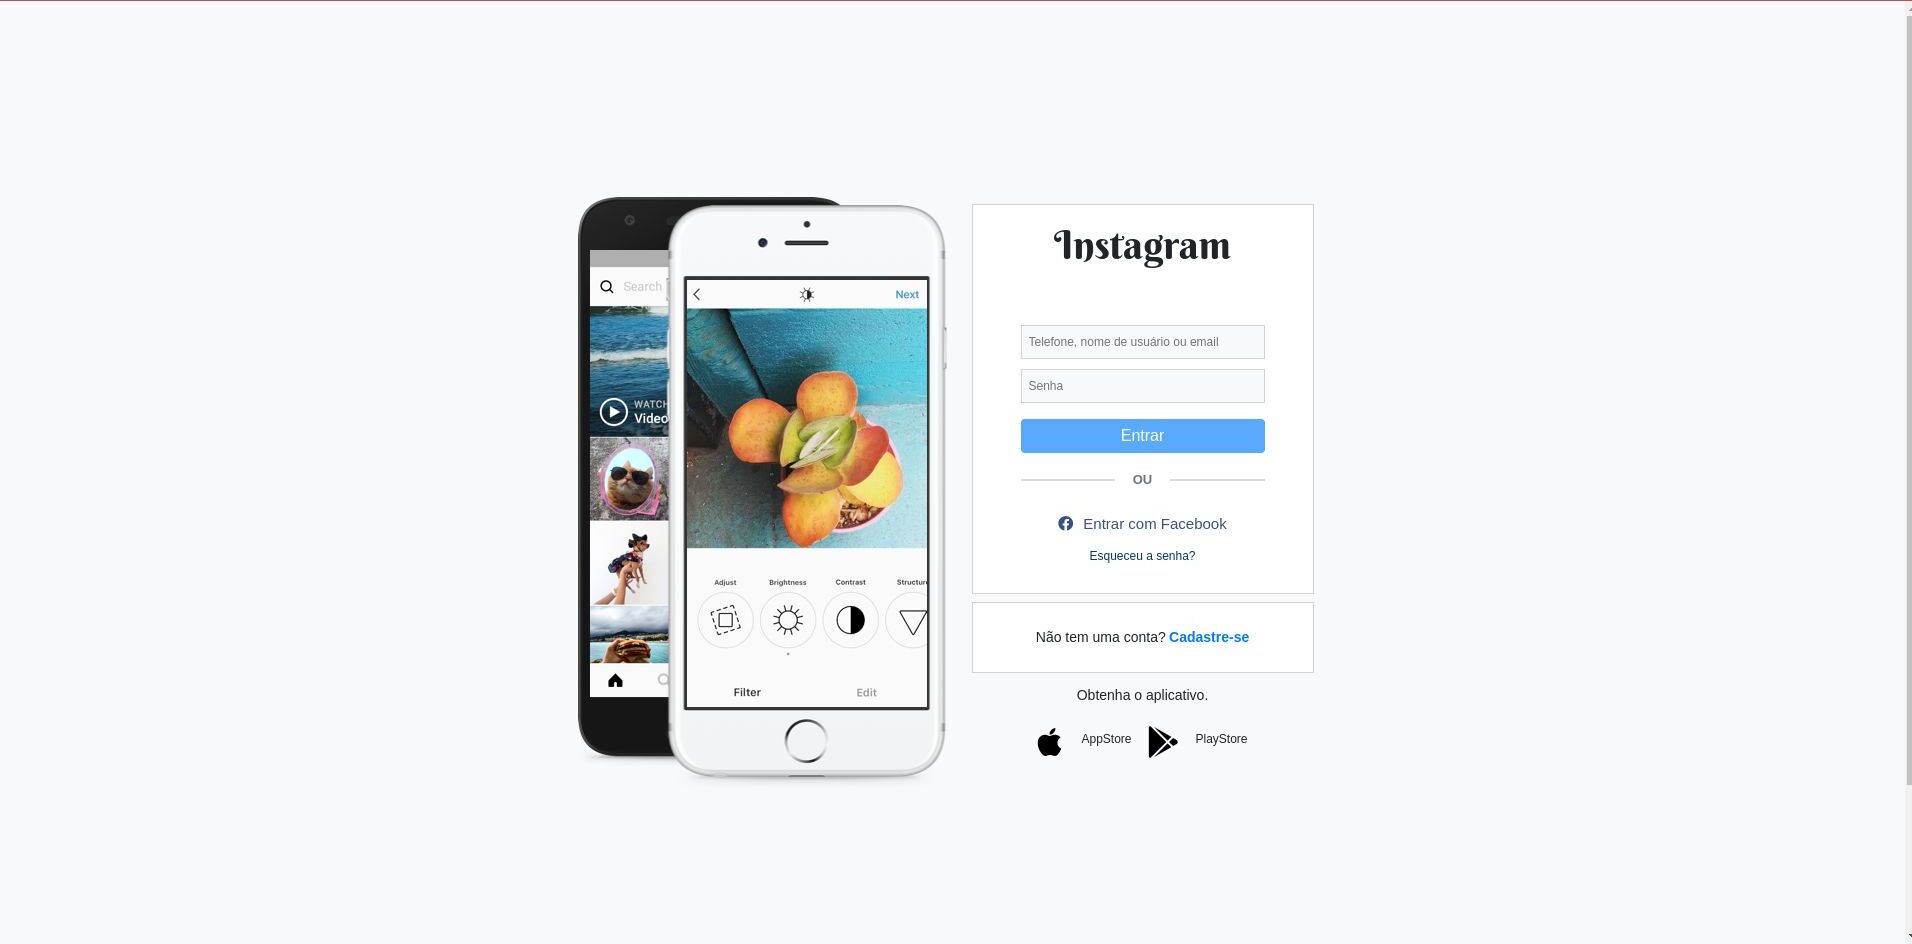 Instagram
Search
Next
Telefone, nome de usuário ou email
Senha
WATCH
Video
Entrar
OU
Entrar com Facebook
Esqueceu a senha?
Adjust Brightness Contrast Structure
Não tem uma conta? Cadastre-se
Filter Edit
Obtenha o aplicativo.
AppStore PlayStore